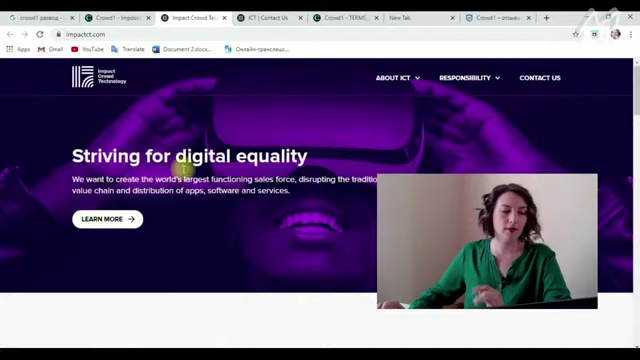 crowd1 развод -
Crowd1 - Impossi
Impact Crowd Tec
ICT | Contact Us
Crowd1 - TERMS
New Tab
Crowd1 – отзывы
impactct.com
Apps
Gmail
YouTube
Translate
Document 2.docx...
Онлайн-трансляци...
Impact
Crowd
Technology
ABOUT ICT
RESPONSIBILITY
CONTACT US
Striving for digital equality
We want to create the world's largest functioning sales force, disrupting the traditio
value chain and distribution of apps, software and services.
LEARN MORE